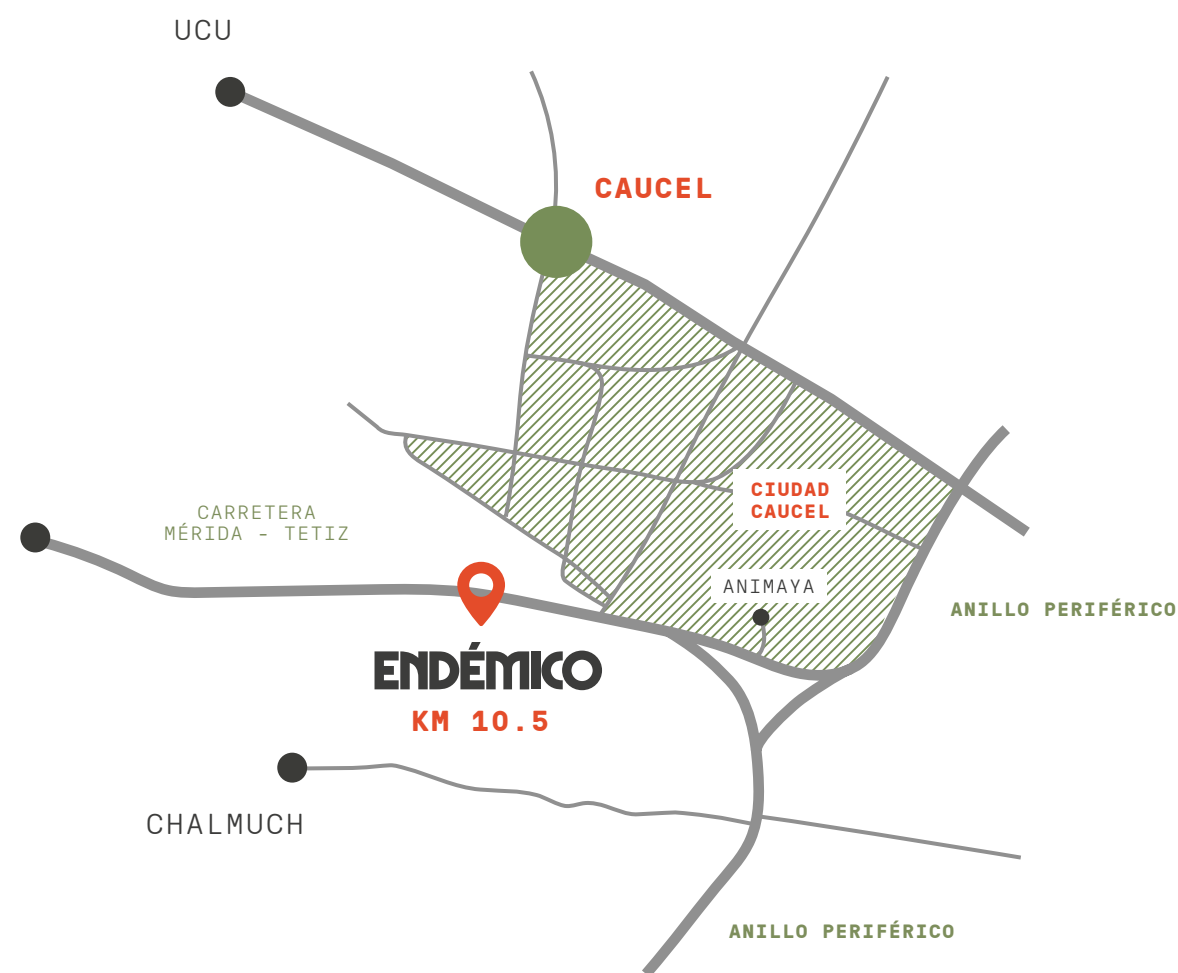 UCU
CAUCEL
CIUDAD
CAUCEL
CARRETERA
MÉRIDA - TETIZ
ANIMAYA
ANILLO PERIFÉRICO
ENDÉMICO
KM 10.5
CHALMUCH
ANILLO PERIFÉRICO